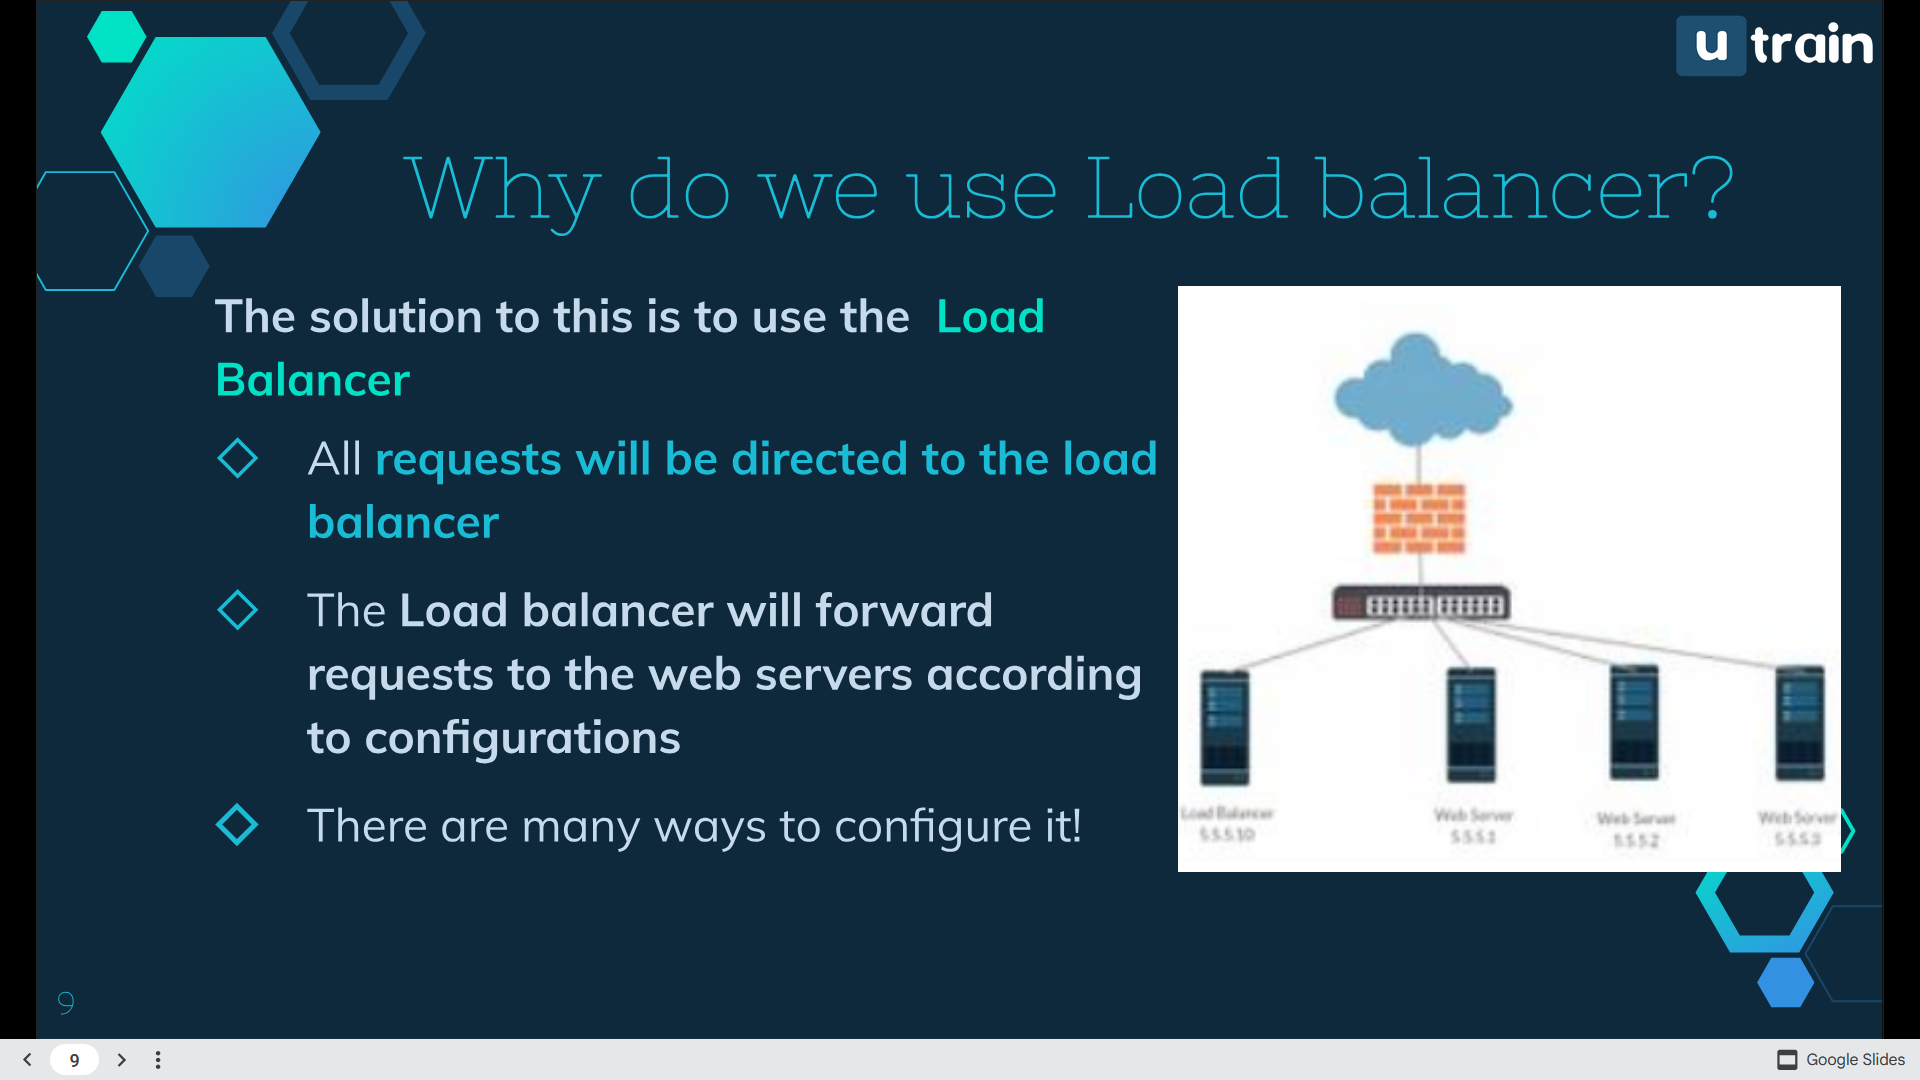 u train
Why do we use Load balancer?
The solution to this is to use the Load
Balancer
All requests will be directed to the load
balancer
The Load balancer will forward
requests to the web servers according
to configurations
There are many ways to configure it!
Load Balancer
5.5.5.10
Web Server
5.5.5.1
Web Server
5.5.5.2
Web Server
5.5.5.3
9
9
Google Slides